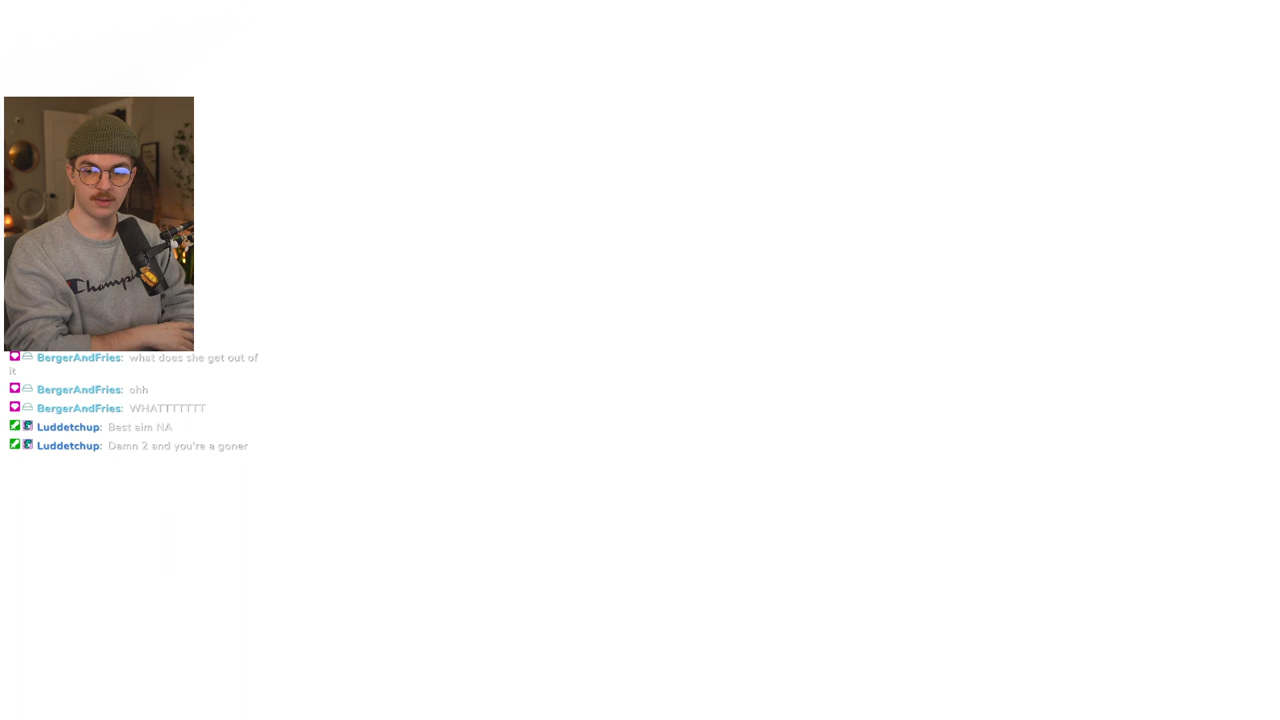 Champio
BergerAndFries: what does she get out of
it
BergerAndFries: ohh
BergerAndFries: WHATTTTTTT
Luddetchup: Best aim NA
Luddetchup: Damn 2 and you're a goner